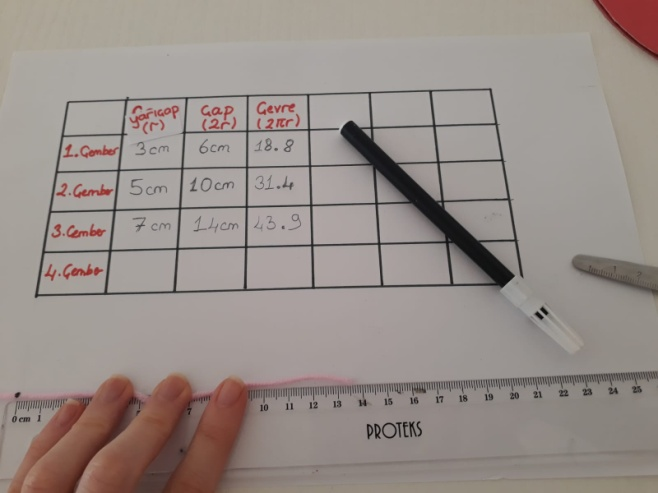 Yarıçap Çap Çevre
(r) (2r) (2πr)
1. Çember 3cm 6cm 18.8
2. Çember 5cm 10cm 31.4
3. Çember 7cm 14cm 43.9
4. Çember
0 cm 1 7 10 11 12 13 14 15 16 17 18 19 20 21 22 23 24 25
PROTEKS